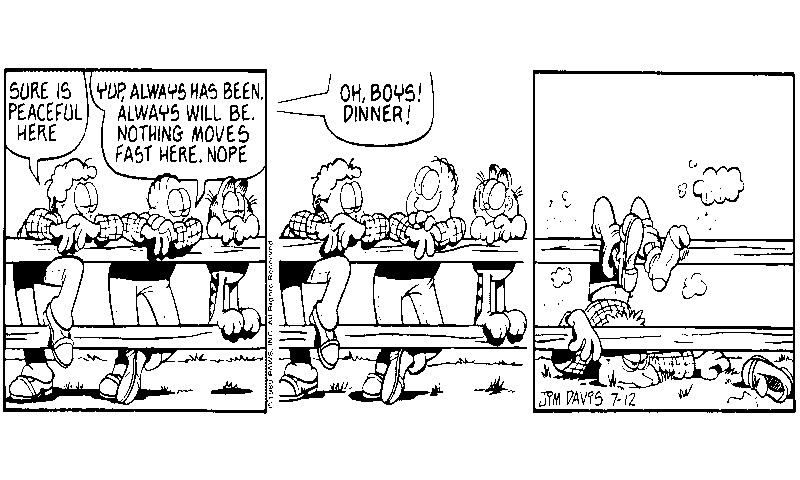 SURE IS
PEACEFUL
HERE
YUP, ALWAYS HAS BEEN.
ALWAYS WILL BE.
NOTHING MOVES
FAST HERE. NOPE
OH, BOYS!
DINNER!
JIM DAVIS 7-12